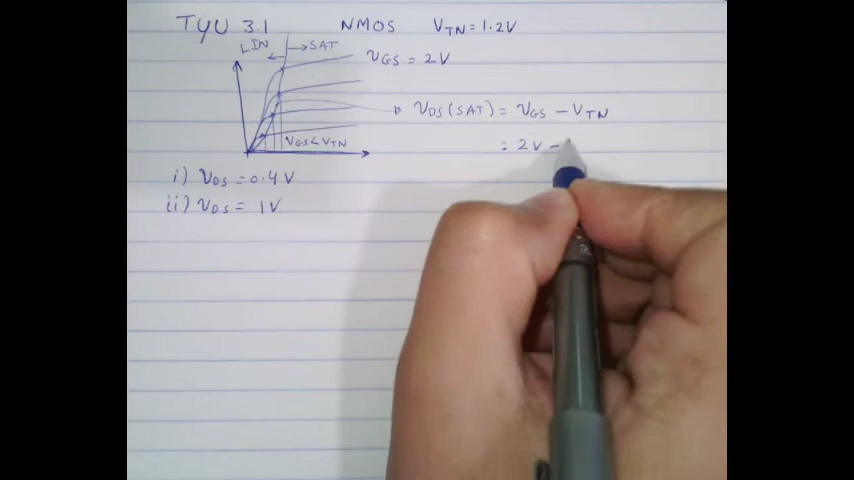 TYU 3.1 NMOS VTN = 1.2V
LIN → SAT
VGS = 2V
VDS (SAT) = VGS - VTN
VGS < VTN
= 2V -
i) VDS = 0.4V
ii) VDS = 1V